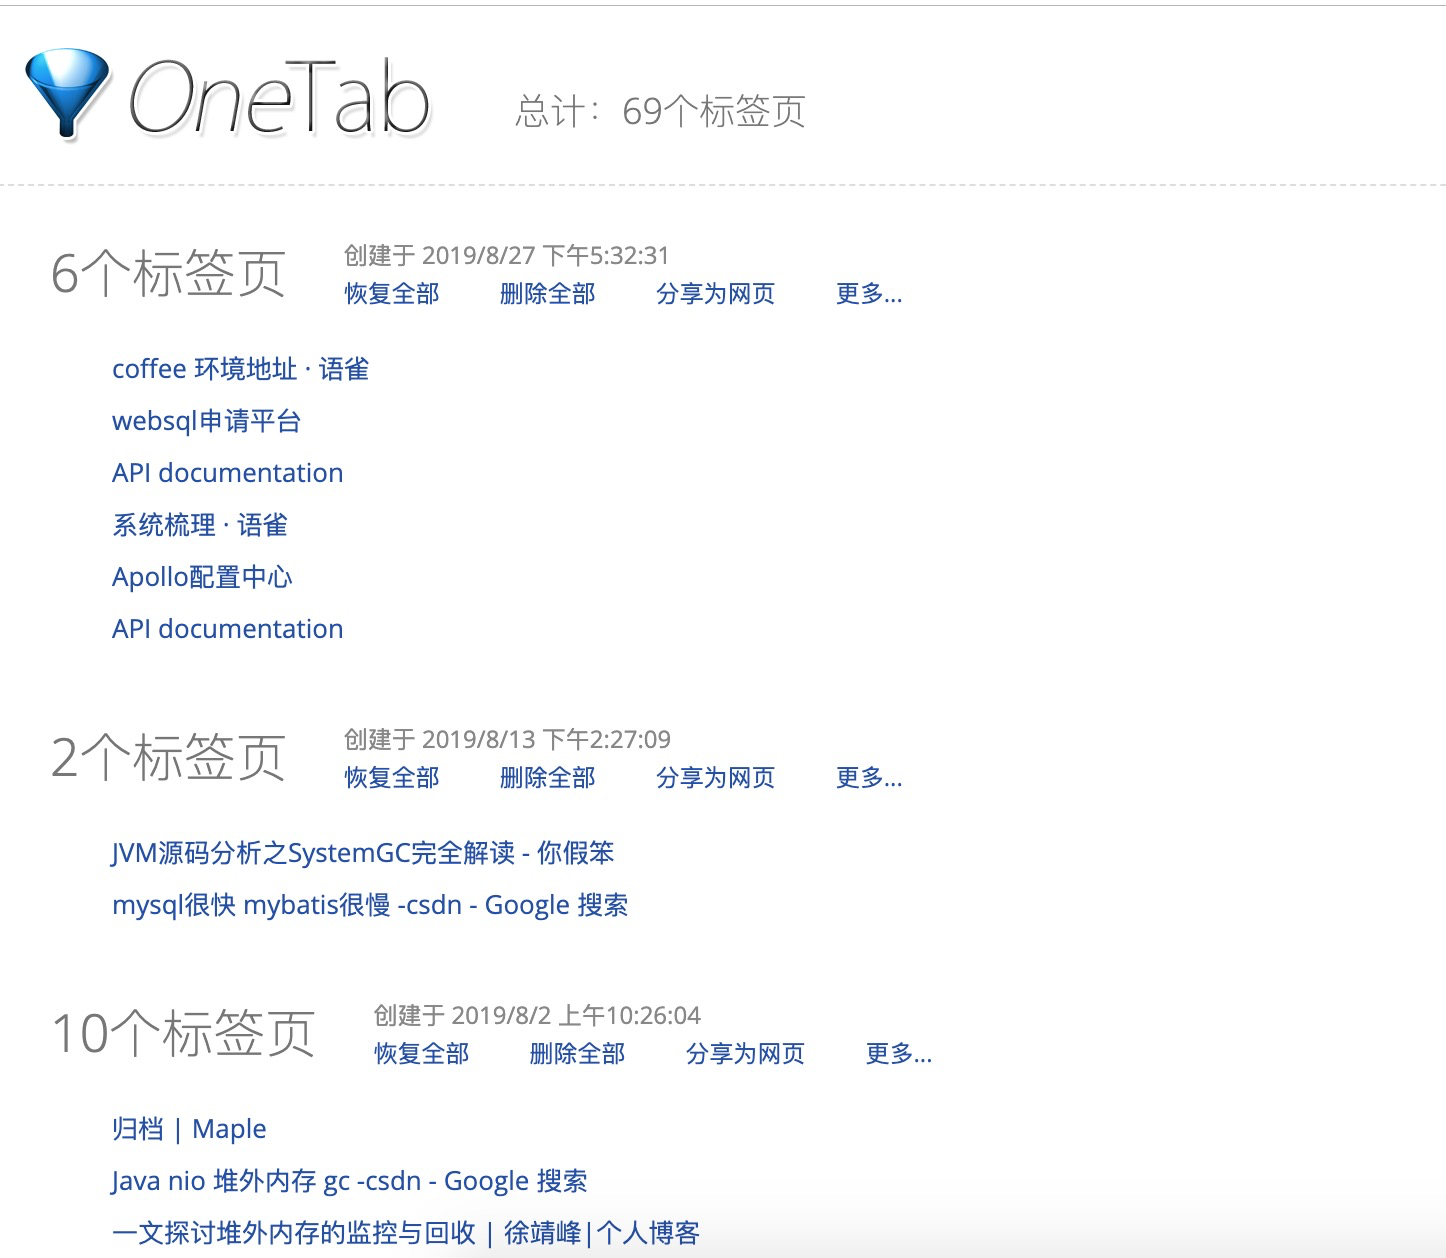 OneTab
总计：69个标签页
6个标签页
创建于 2019/8/27 下午5:32:31
恢复全部 删除全部 分享为网页 更多...
coffee 环境地址 · 语雀
websql申请平台
API documentation
系统梳理 · 语雀
Apollo配置中心
API documentation
2个标签页
创建于 2019/8/13 下午2:27:09
恢复全部 删除全部 分享为网页 更多...
JVM源码分析之SystemGC完全解读 - 你假笨
mysql很快 mybatis很慢 -csdn - Google 搜索
10个标签页
创建于 2019/8/2 上午10:26:04
恢复全部 删除全部 分享为网页 更多...
归档 | Maple
Java nio 堆外内存 gc -csdn - Google 搜索
一文探讨堆外内存的监控与回收 | 徐靖峰|个人博客